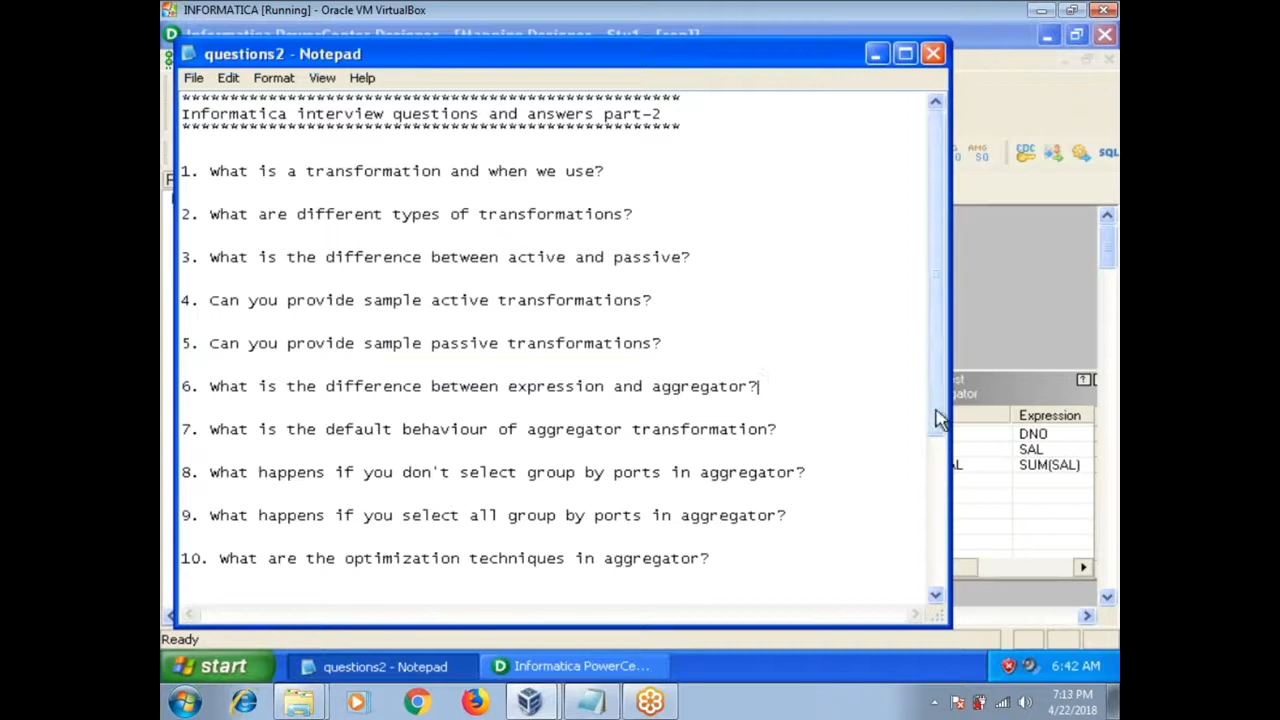 INFORMATICA [Running] - Oracle VM VirtualBox
questions2 - Notepad
File Edit Format View Help
****************************************************
Informatica interview questions and answers part-2
****************************************************
1. What is a transformation and when we use?
2. What are different types of transformations?
3. What is the difference between active and passive?
4. Can you provide sample active transformations?
5. Can you provide sample passive transformations?
6. What is the difference between expression and aggregator?
7. What is the default behaviour of aggregator transformation?
8. What happens if you don't select group by ports in aggregator?
9. What happens if you select all group by ports in aggregator?
10. What are the optimization techniques in aggregator?
AMG
SQ
CDC
SQL
Expression
DNO
SAL
SUM(SAL)
Ready
start
questions2 - Notepad
Informatica PowerCe...
6:42 AM
7:13 PM
4/22/2018